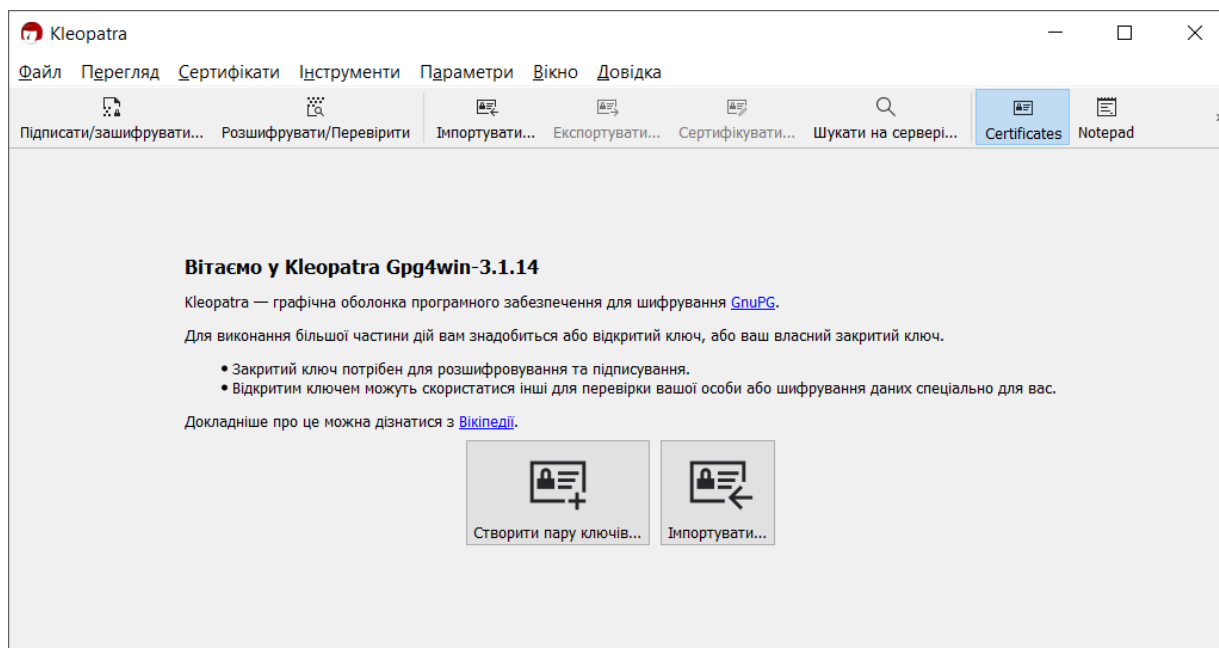 Kleopatra
Файл Перегляд Сертифікати Інструменти Параметри Вікно Довідка
Підписати/зашифрувати... Розшифрувати/Перевірити Імпортувати... Експортувати... Сертифікувати... Шукати на сервері... Certificates Notepad
Вітаємо у Kleopatra Gpg4win-3.1.14
Kleopatra — графічна оболонка програмного забезпечення для шифрування GnuPG.
Для виконання більшої частини дій вам знадобиться або відкритий ключ, або ваш власний закритий ключ.
• Закритий ключ потрібен для розшифровування та підписування.
• Відкритим ключем можуть скористатися інші для перевірки вашої особи або шифрування даних спеціально для вас.
Докладніше про це можна дізнатися з Вікіпедії.
Створити пару ключів... Імпортувати...